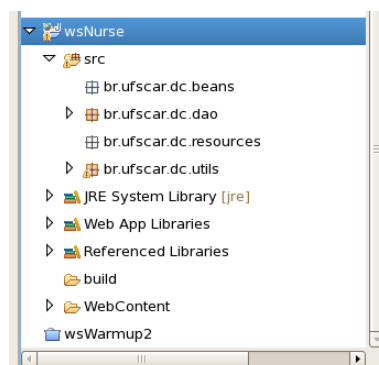 wsNurse
src
br.ufscar.dc.beans
br.ufscar.dc.dao
br.ufscar.dc.resources
br.ufscar.dc.utils
JRE System Library [jre]
Web App Libraries
Referenced Libraries
build
WebContent
wsWarmup2